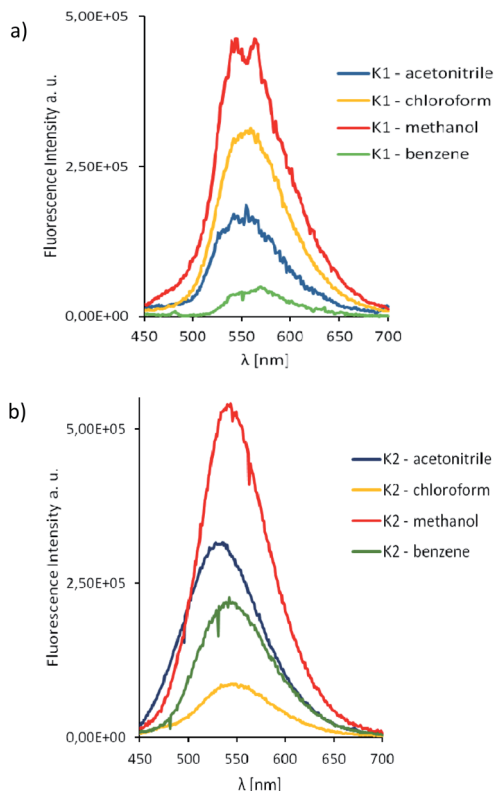 a)
5,00E+05
2,50E+05
0,00E+00
Fluorescence Intensity a. u.
450 500 550 600 650 700
λ [nm]
K1 - acetonitrile
K1 - chloroform
K1 - methanol
K1 - benzene
b)
5,00E+05
2,50E+05
0,00E+00
Fluorescence Intensity a. u.
450 500 550 600 650 700
λ [nm]
K2 - acetonitrile
K2 - chloroform
K2 - methanol
K2 - benzene